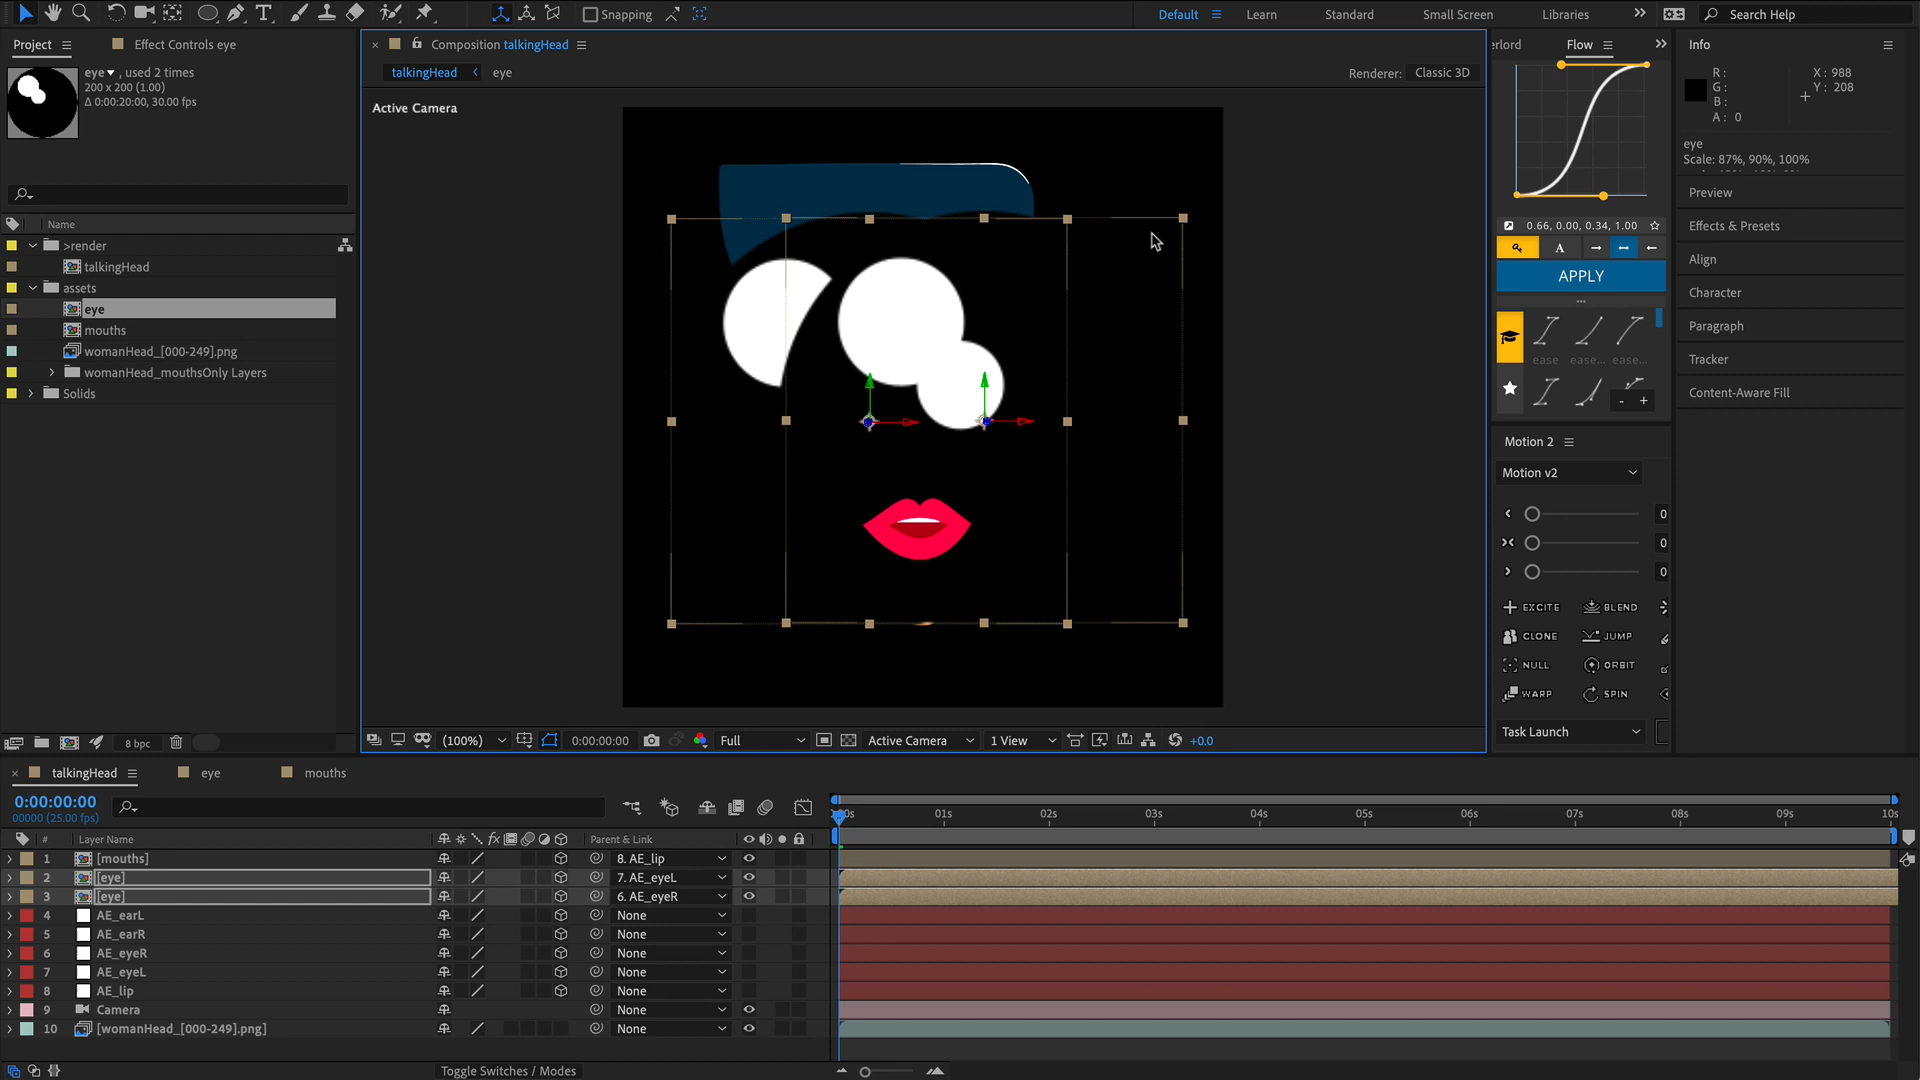 Snapping
Default
Learn
Standard
Small Screen
Libraries
Search Help
Project
Effect Controls eye
Composition talkingHead
erlord
Flow
Info
eye , used 2 times
200 x 200 (1.00)
Δ 0:00:20:00, 30.00 fps
talkingHead
eye
Renderer:
Classic 3D
Active Camera
R :
G :
B :
A : 0
X : 988
Y : 208
eye
Scale: 87%, 90%, 100%
Name
>render
talkingHead
assets
eye
mouths
womanHead_[000-249].png
womanHead_mouthsOnly Layers
Solids
0.66, 0.00, 0.34, 1.00
A
APPLY
ease
ease...
ease...
- +
Preview
Effects & Presets
Align
Character
Paragraph
Tracker
Content-Aware Fill
Motion 2
Motion v2
0
0
0
EXCITE
BLEND
CLONE
JUMP
NULL
ORBIT
WARP
SPIN
Task Launch
8 bpc
(100%)
0:00:00:00
Full
Active Camera
1 View
+0.0
talkingHead
eye
mouths
0:00:00:00
00000 (25.00 fps)
:00s
01s
02s
03s
04s
05s
06s
07s
08s
09s
10s
# Layer Name
fx
Parent & Link
1 [mouths] 8. AE_lip
2 [eye] 7. AE_eyeL
3 [eye] 6. AE_eyeR
4 AE_earL None
5 AE_earR None
6 AE_eyeR None
7 AE_eyeL None
8 AE_lip None
9 Camera None
10 [womanHead_[000-249].png] None
Toggle Switches / Modes